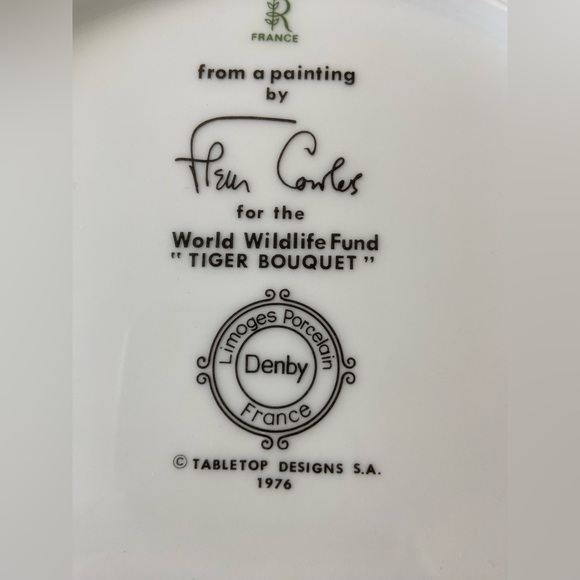 R
FRANCE
from a painting
by
Fleur Cowles
for the
World Wildlife Fund
" TIGER BOUQUET "
Limoges Porcelain
Denby
France
© TABLETOP DESIGNS S.A.
1976